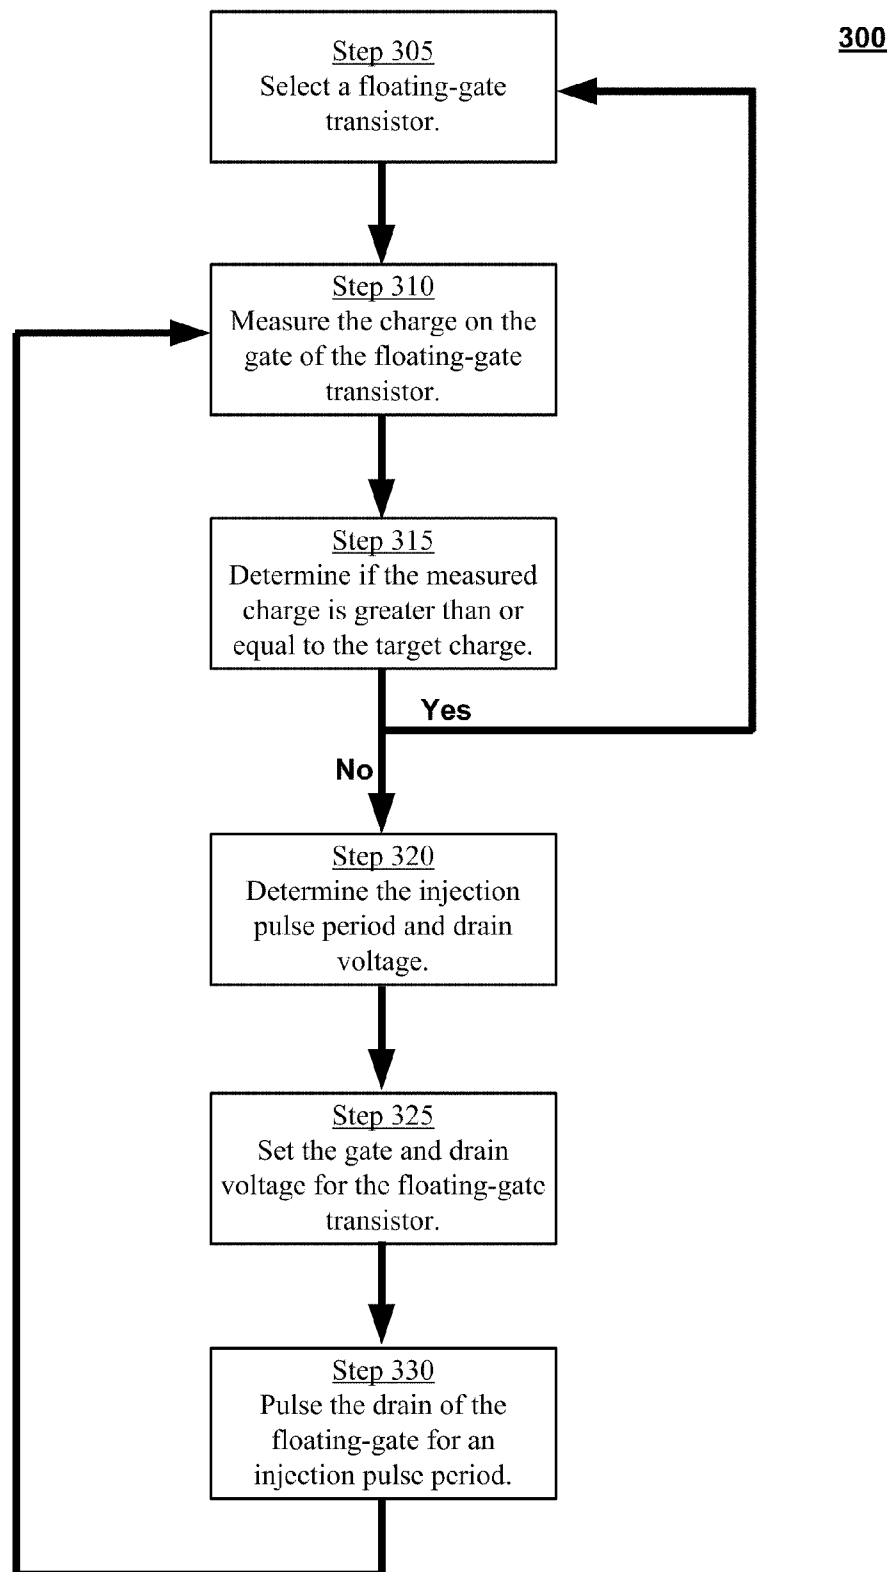 300
Step 305
Select a floating-gate
transistor.
Step 310
Measure the charge on the
gate of the floating-gate
transistor.
Step 315
Determine if the measured
charge is greater than or
equal to the target charge.
Yes
No
Step 320
Determine the injection
pulse period and drain
voltage.
Step 325
Set the gate and drain
voltage for the floating-gate
transistor.
Step 330
Pulse the drain of the
floating-gate for an
injection pulse period.